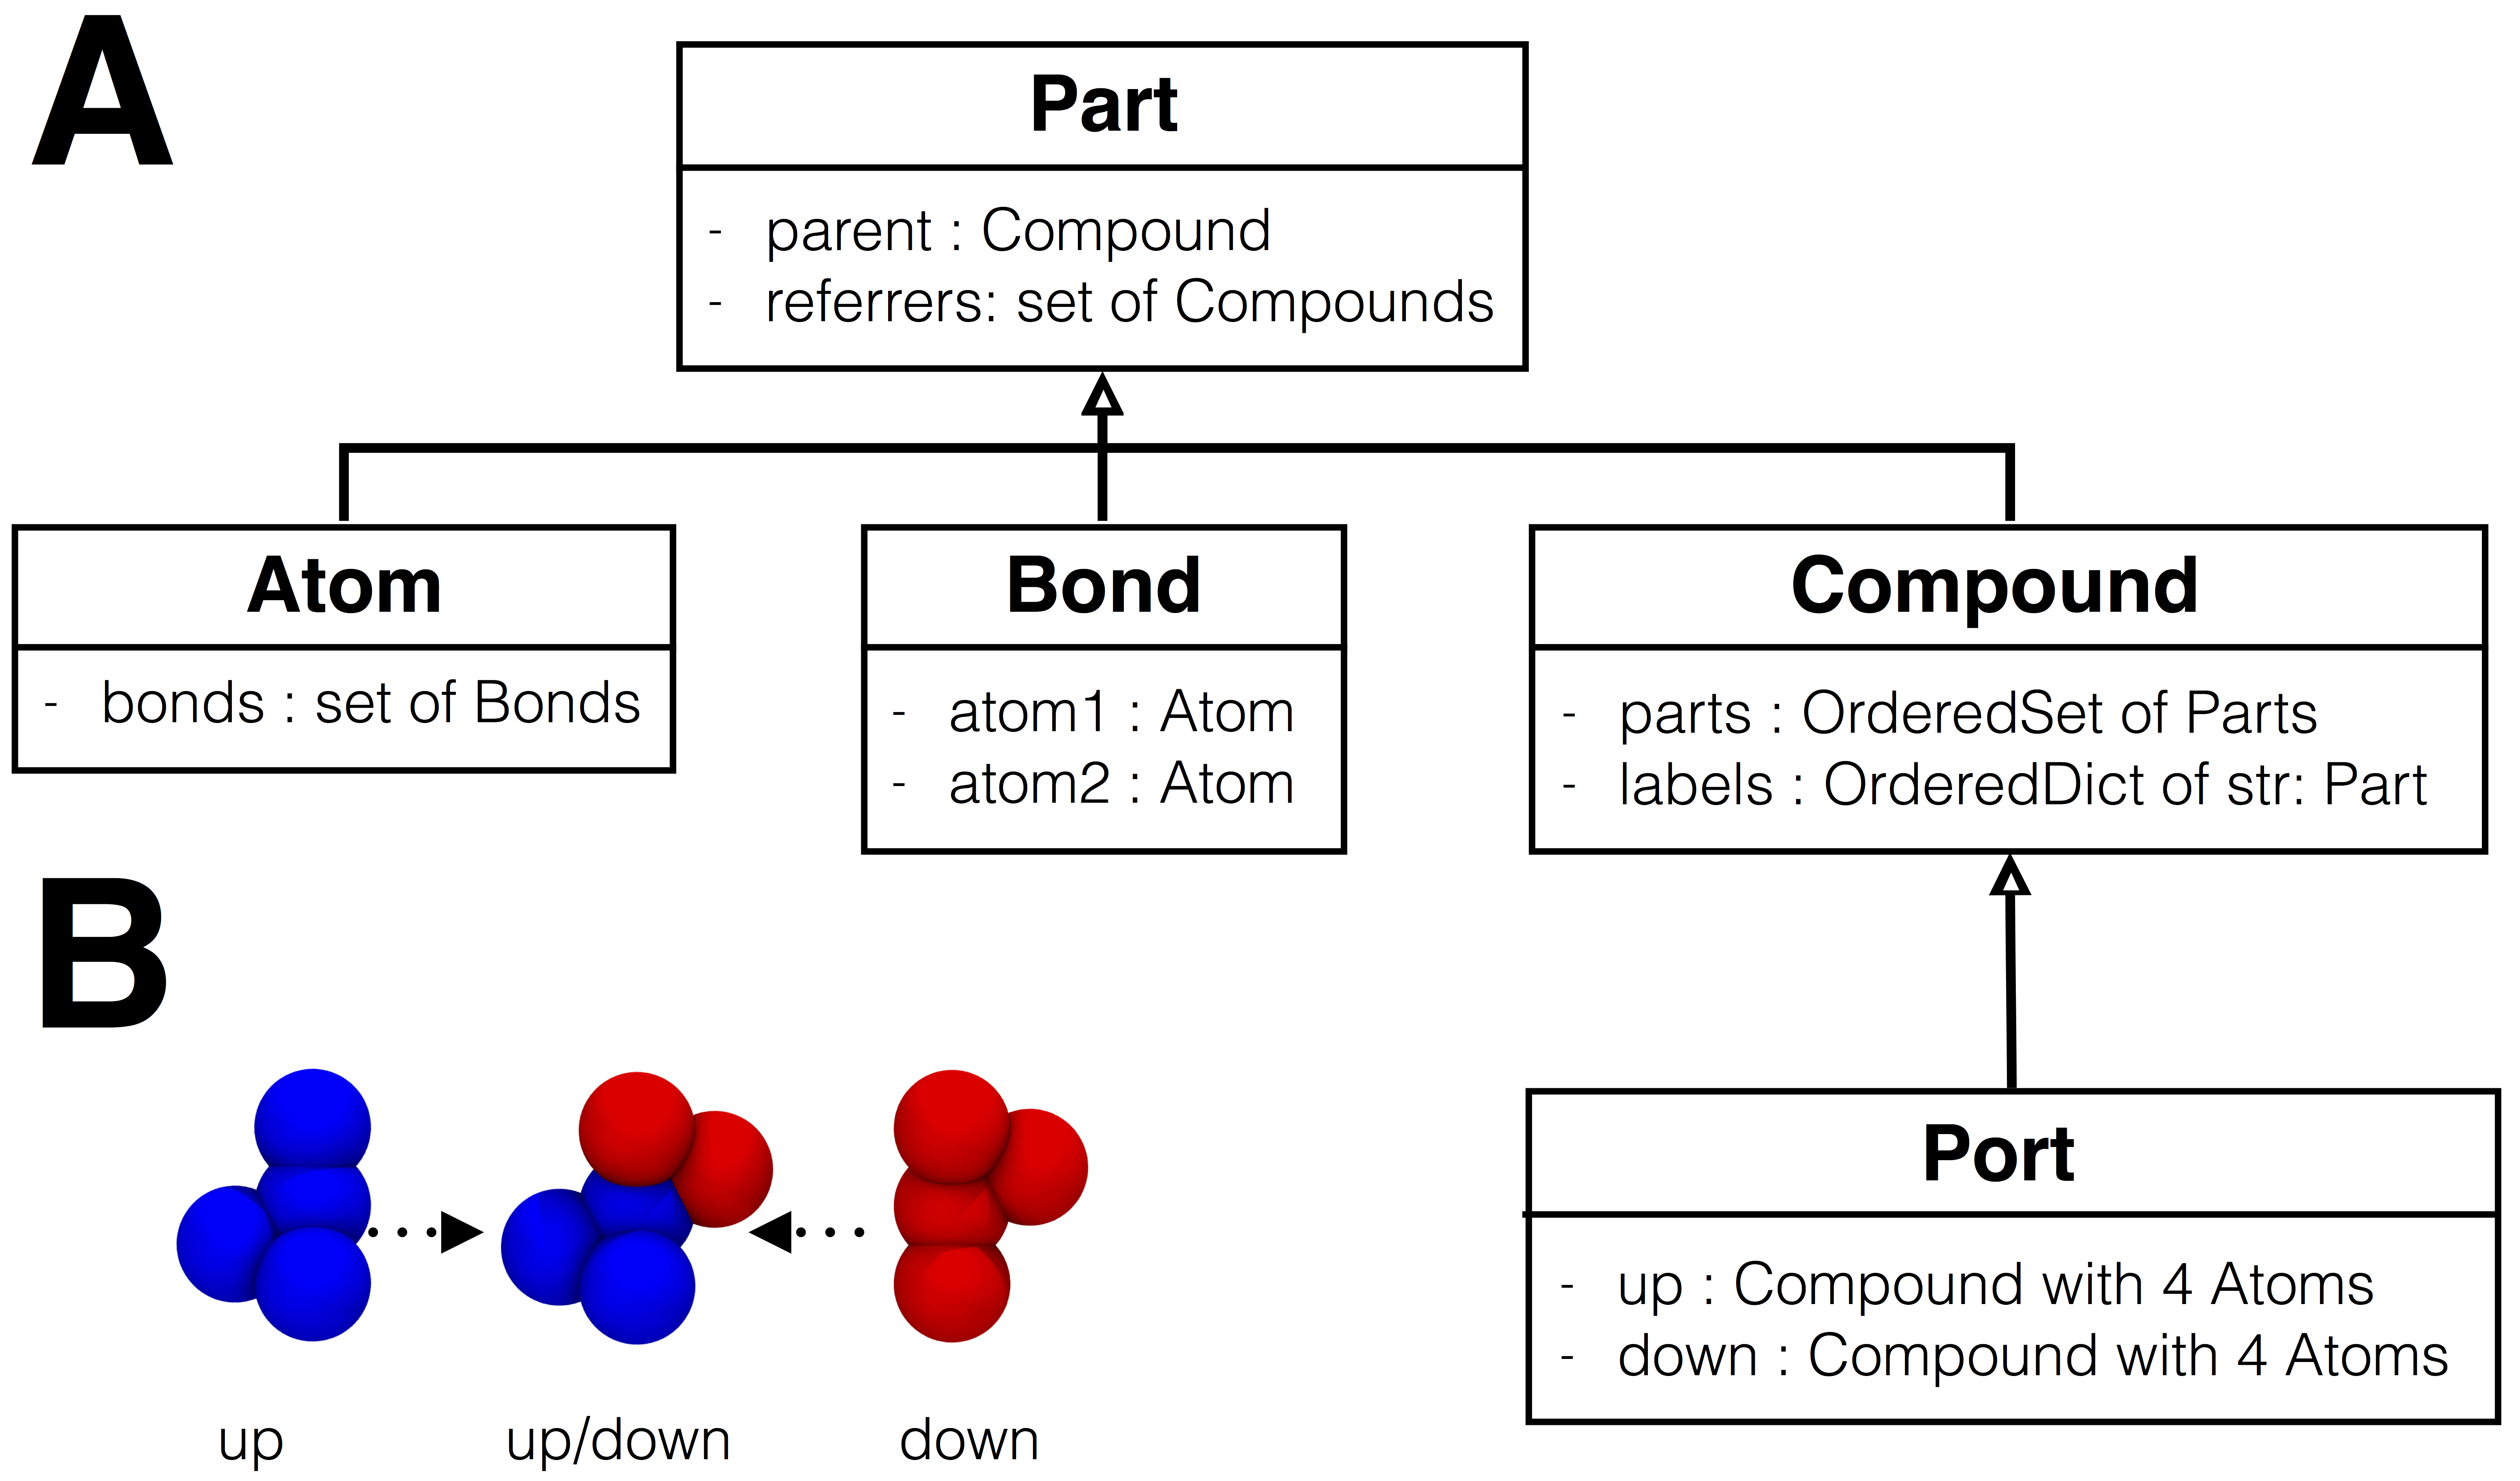 A
Part
- parent : Compound
- referrers: set of Compounds
Atom
- bonds : set of Bonds
Bond
- atom1 : Atom
- atom2 : Atom
Compound
- parts : OrderedSet of Parts
- labels : OrderedDict of str: Part
Port
- up : Compound with 4 Atoms
- down : Compound with 4 Atoms
B
up
up/down
down